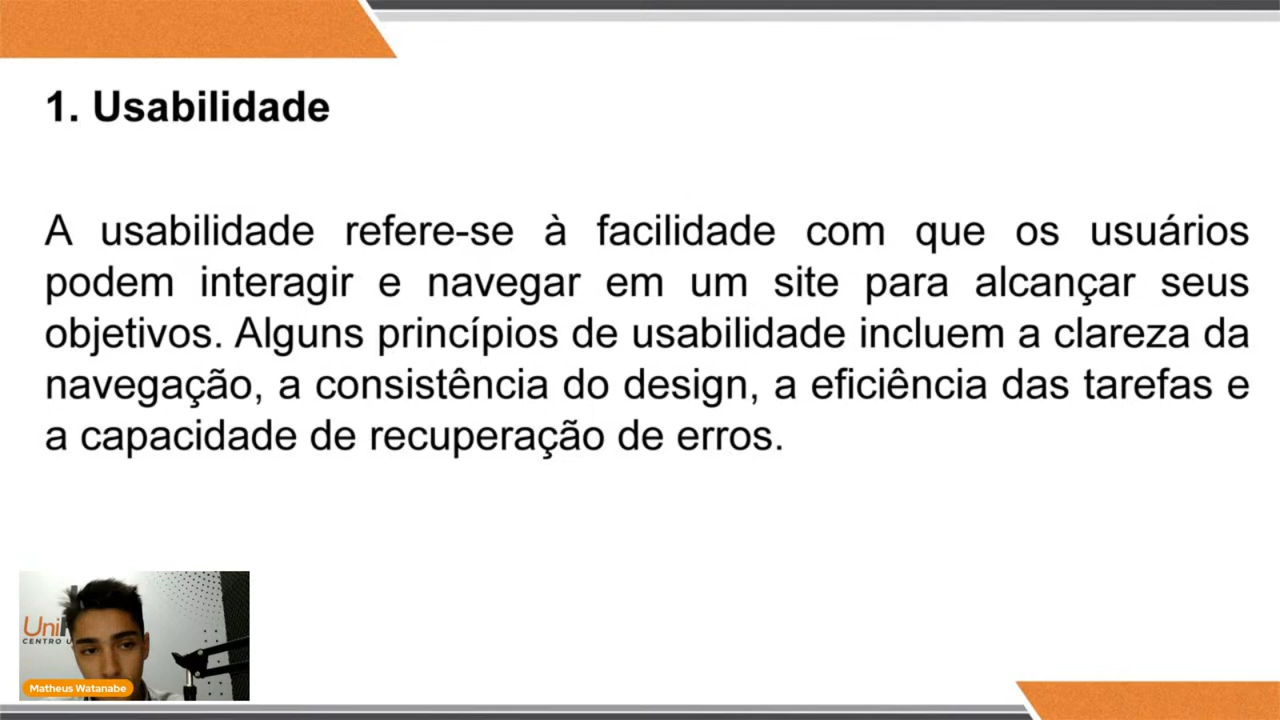 1. Usabilidade
A usabilidade refere-se à facilidade com que os usuários
podem interagir e navegar em um site para alcançar seus
objetivos. Alguns princípios de usabilidade incluem a clareza da
navegação, a consistência do design, a eficiência das tarefas e
a capacidade de recuperação de erros.
Uni
CENTRO U
Matheus Watanabe